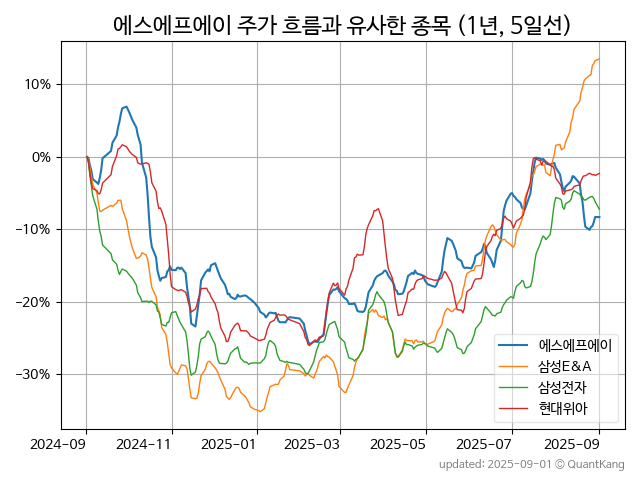 에스에프에이 주가 흐름과 유사한 종목 (1년, 5일선)
10%
0%
−10%
−20%
−30%
에스에프에이
삼성E&A
삼성전자
현대위아
2024-09
2024-11
2025-01
2025-03
2025-05
2025-07
2025-09
updated: 2025-09-01 © QuantKang